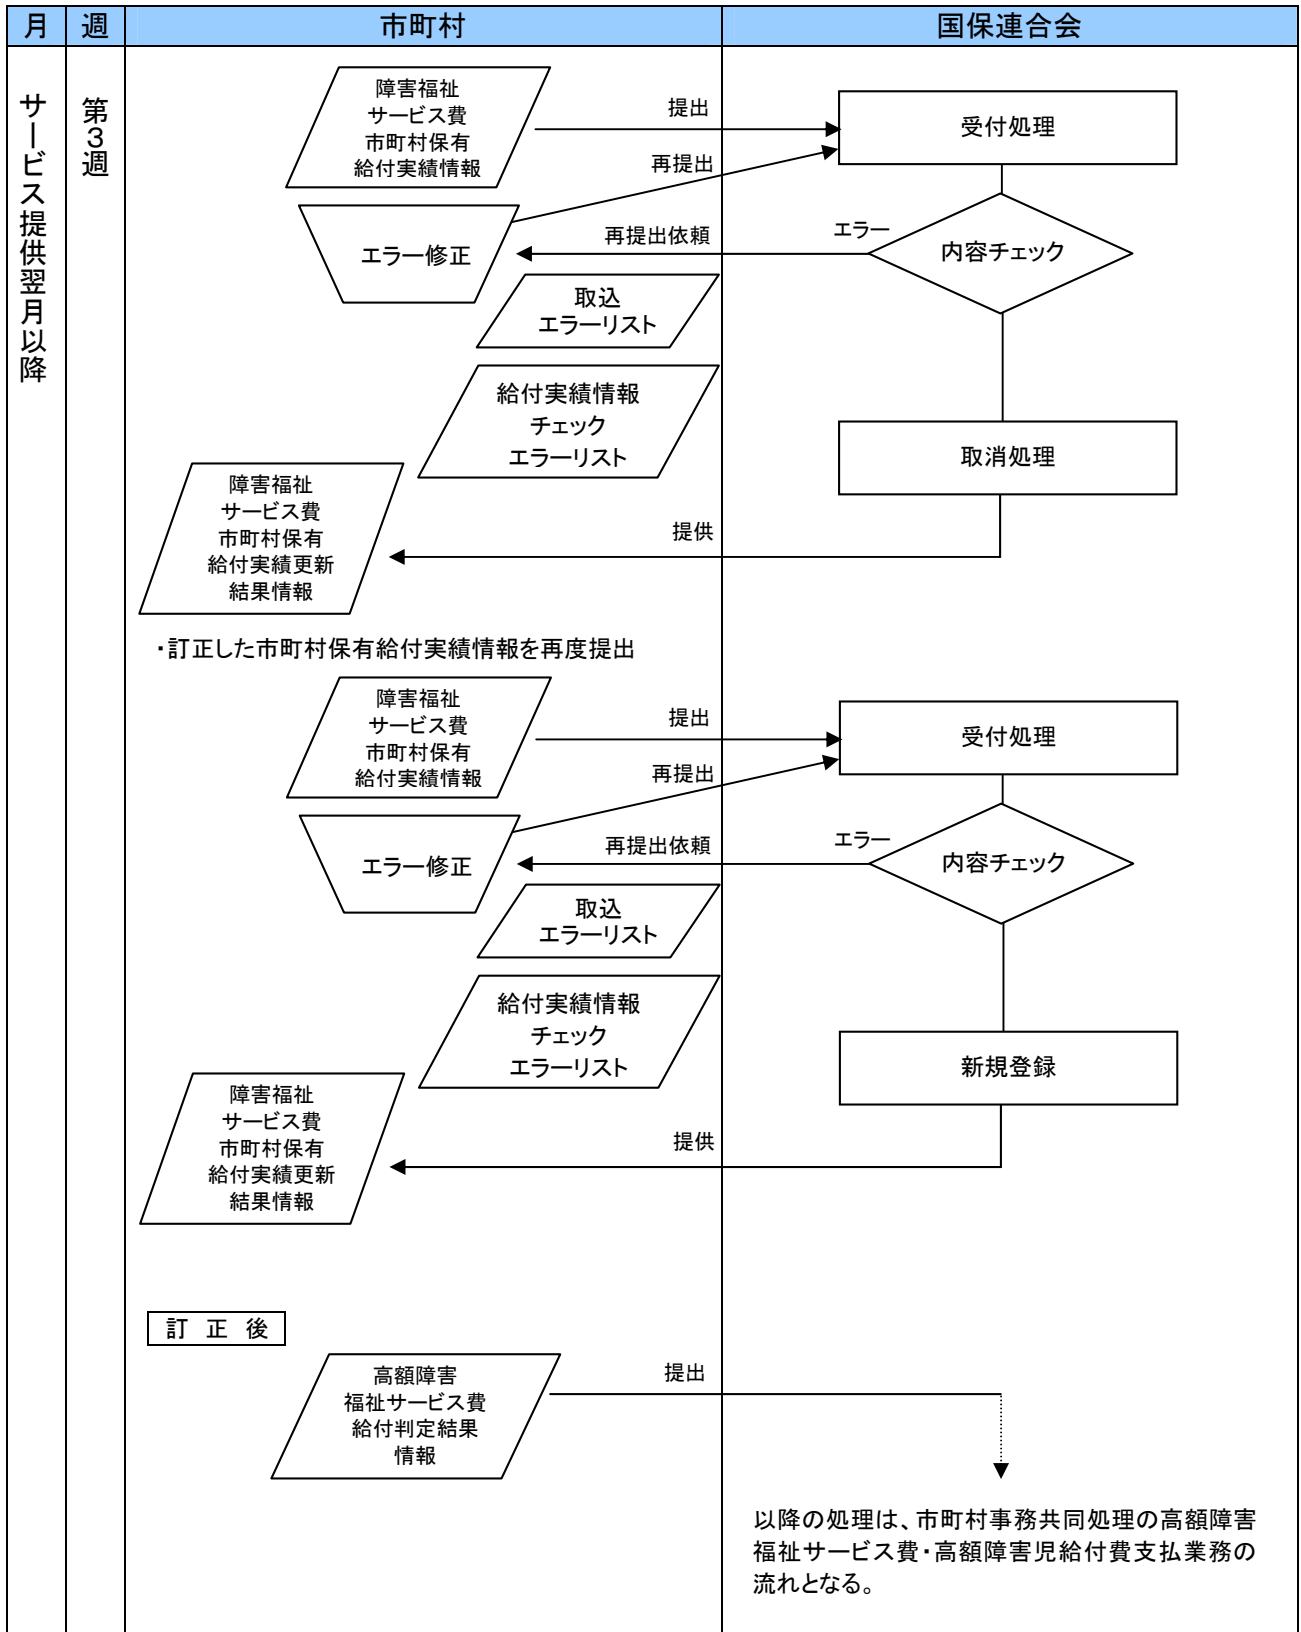 月
週
市町村
国保連合会
サービス提供翌月以降
第3週
障害福祉
サービス費
市町村保有
給付実績情報
提出
受付処理
再提出
エラー修正
再提出依頼
エラー
内容チェック
取込
エラーリスト
給付実績情報
チェック
エラーリスト
取消処理
障害福祉
サービス費
市町村保有
給付実績更新
結果情報
提供
・訂正した市町村保有給付実績情報を再度提出
障害福祉
サービス費
市町村保有
給付実績情報
提出
受付処理
再提出
エラー修正
再提出依頼
エラー
内容チェック
取込
エラーリスト
給付実績情報
チェック
エラーリスト
新規登録
障害福祉
サービス費
市町村保有
給付実績更新
結果情報
提供
訂 正 後
高額障害
福祉サービス費
給付判定結果
情報
提出
以降の処理は、市町村事務共同処理の高額障害
福祉サービス費・高額障害児給付費支払業務の
流れとなる。